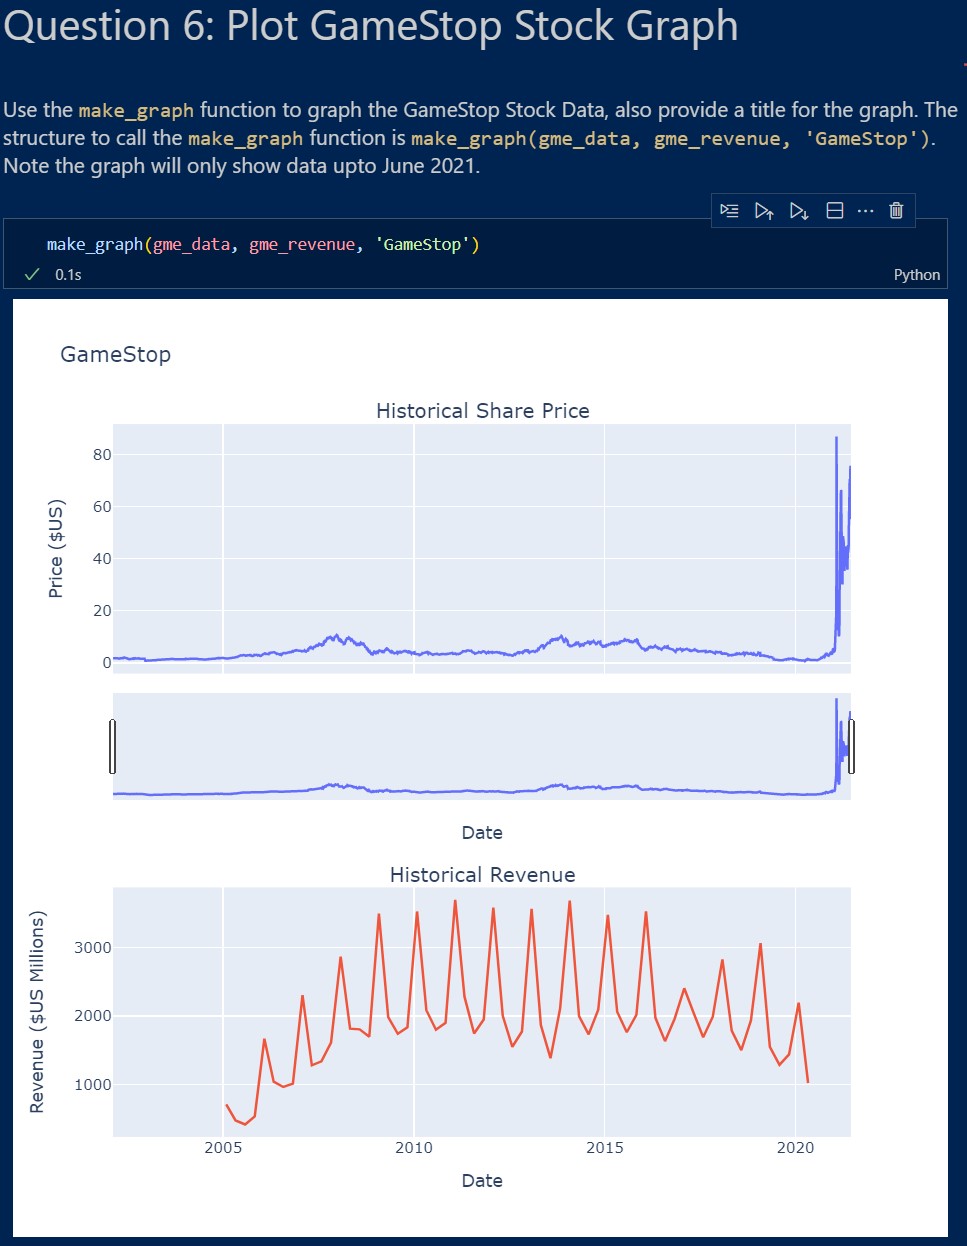 Question 6: Plot GameStop Stock Graph
Use the make_graph function to graph the GameStop Stock Data, also provide a title for the graph. The
structure to call the make_graph function is make_graph(gme_data, gme_revenue, 'GameStop').
Note the graph will only show data upto June 2021.
make_graph(gme_data, gme_revenue, 'GameStop')
0.1s
Python
GameStop
Historical Share Price
80
60
40
20
0
Price ($US)
Date
Historical Revenue
3000
2000
1000
Revenue ($US Millions)
2005 2010 2015 2020
Date